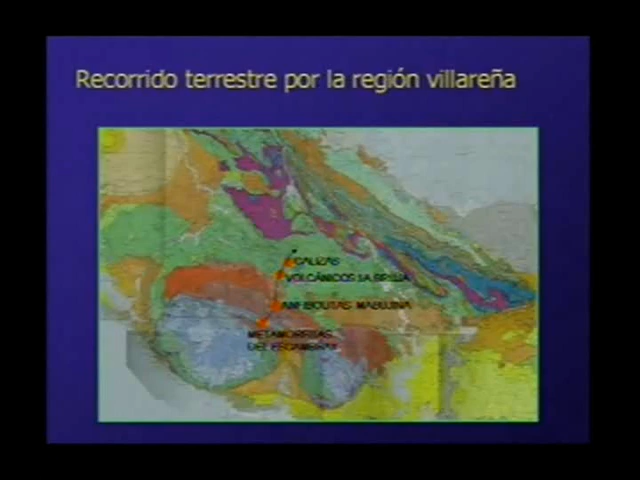 Recorrido terrestre por la región villareña
CALIZAS
VOLCÁNICOS LA BRUJA
ANFIBOLITAS MABUJINA
METAMORFITAS
DEL ESCAMBRAY